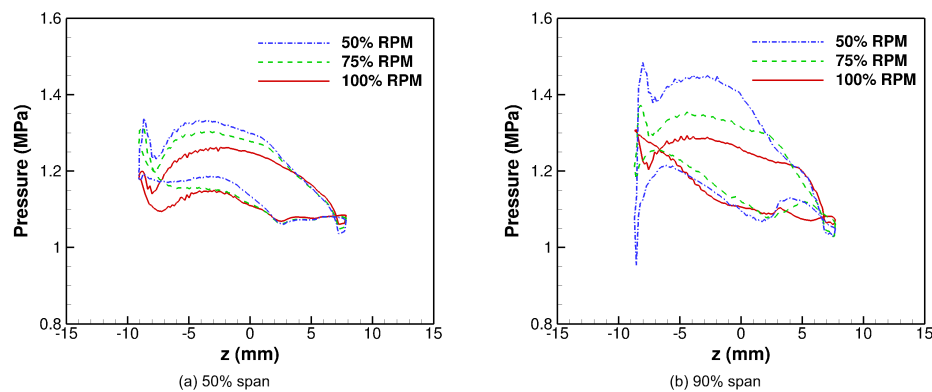 1.6
1.4
1.2
1
0.8
Pressure (MPa)
50% RPM
75% RPM
100% RPM
-15 -10 -5 0 5 10 15
z (mm)
(a) 50% span
1.6
1.4
1.2
1
0.8
Pressure (MPa)
50% RPM
75% RPM
100% RPM
-15 -10 -5 0 5 10 15
z (mm)
(b) 90% span